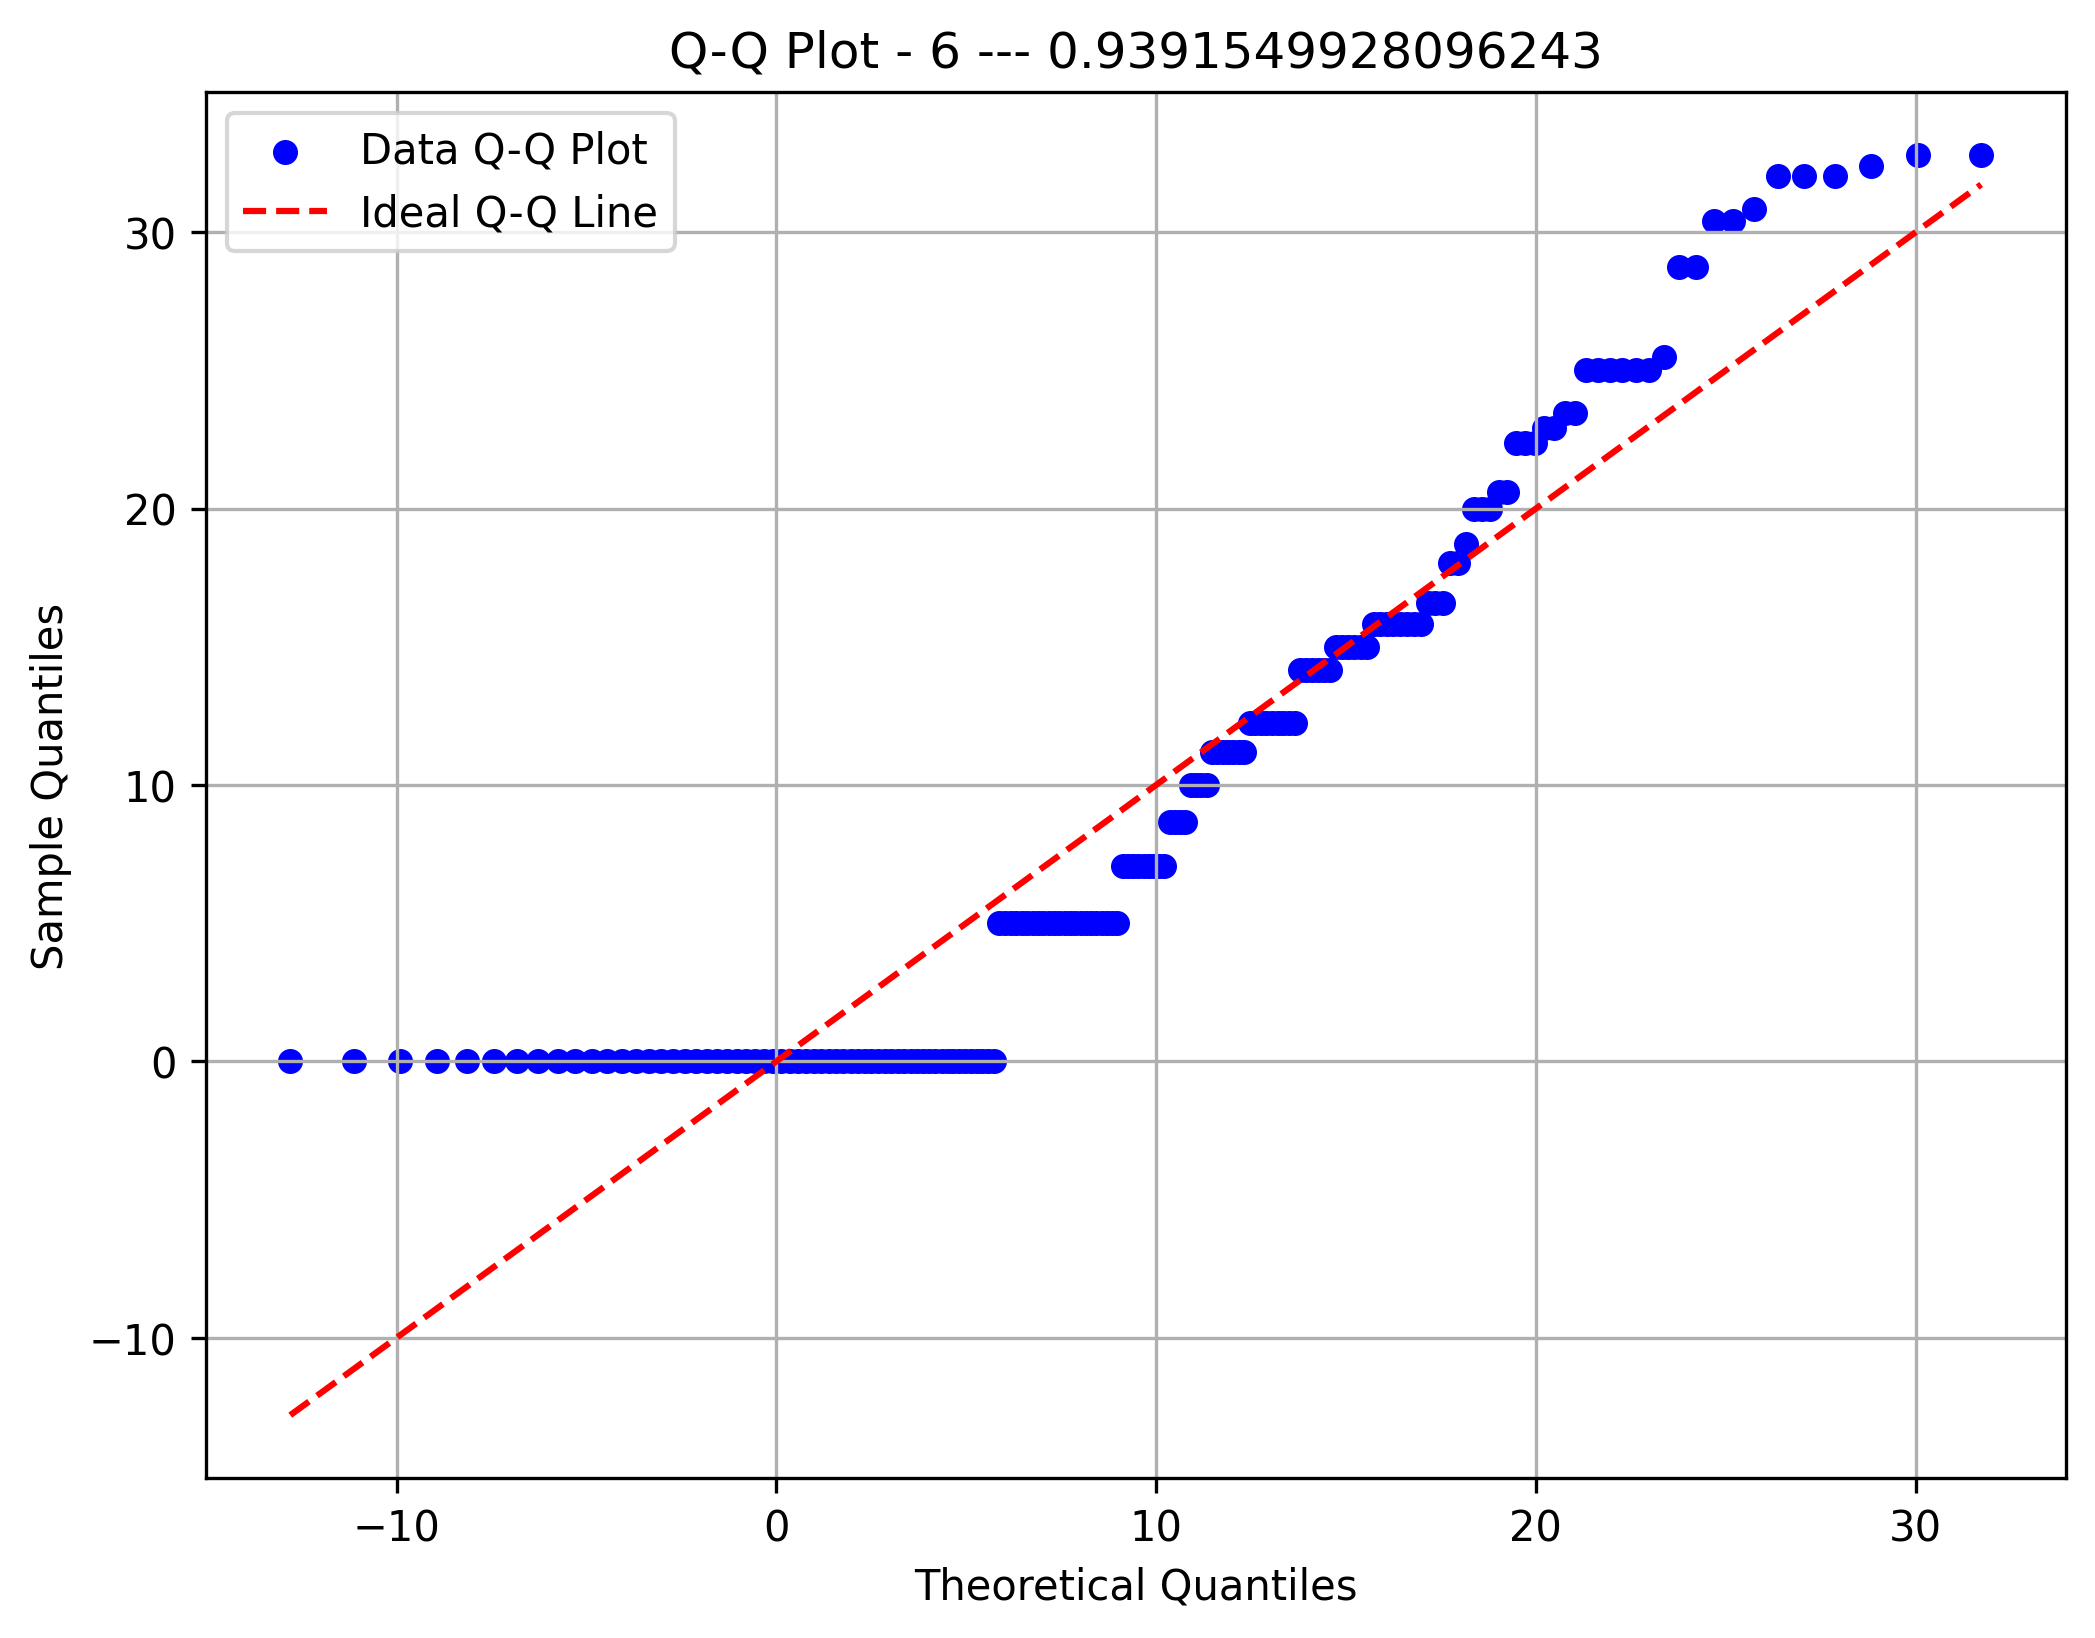 Q-Q Plot - 6 --- 0.9391549928096243
Data Q-Q Plot
Ideal Q-Q Line
30
20
10
0
−10
Sample Quantiles
−10 0 10 20 30
Theoretical Quantiles